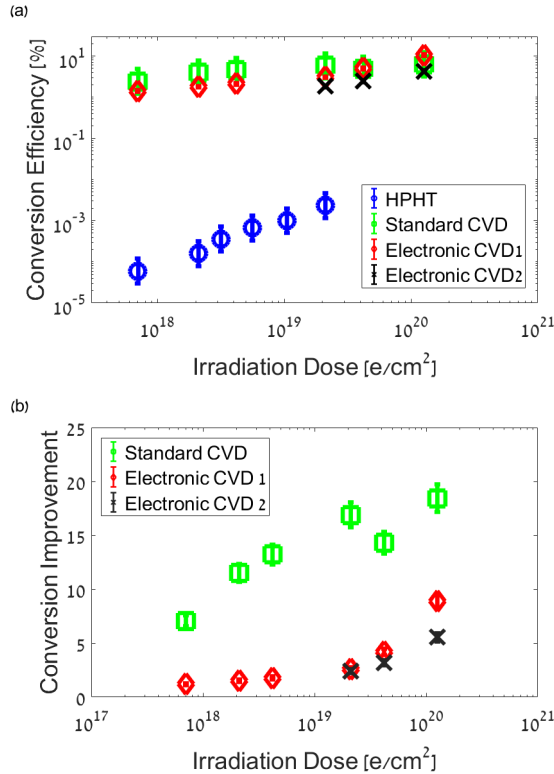 (a)
Conversion Efficiency [%]
10^1
10^-1
10^-3
10^-5
HPHT
Standard CVD
Electronic CVD1
Electronic CVD2
10^18
10^19
10^20
10^21
Irradiation Dose [e/cm^2]
(b)
Conversion Improvement
25
20
15
10
5
0
Standard CVD
Electronic CVD 1
Electronic CVD 2
10^17
10^18
10^19
10^20
10^21
Irradiation Dose [e/cm^2]